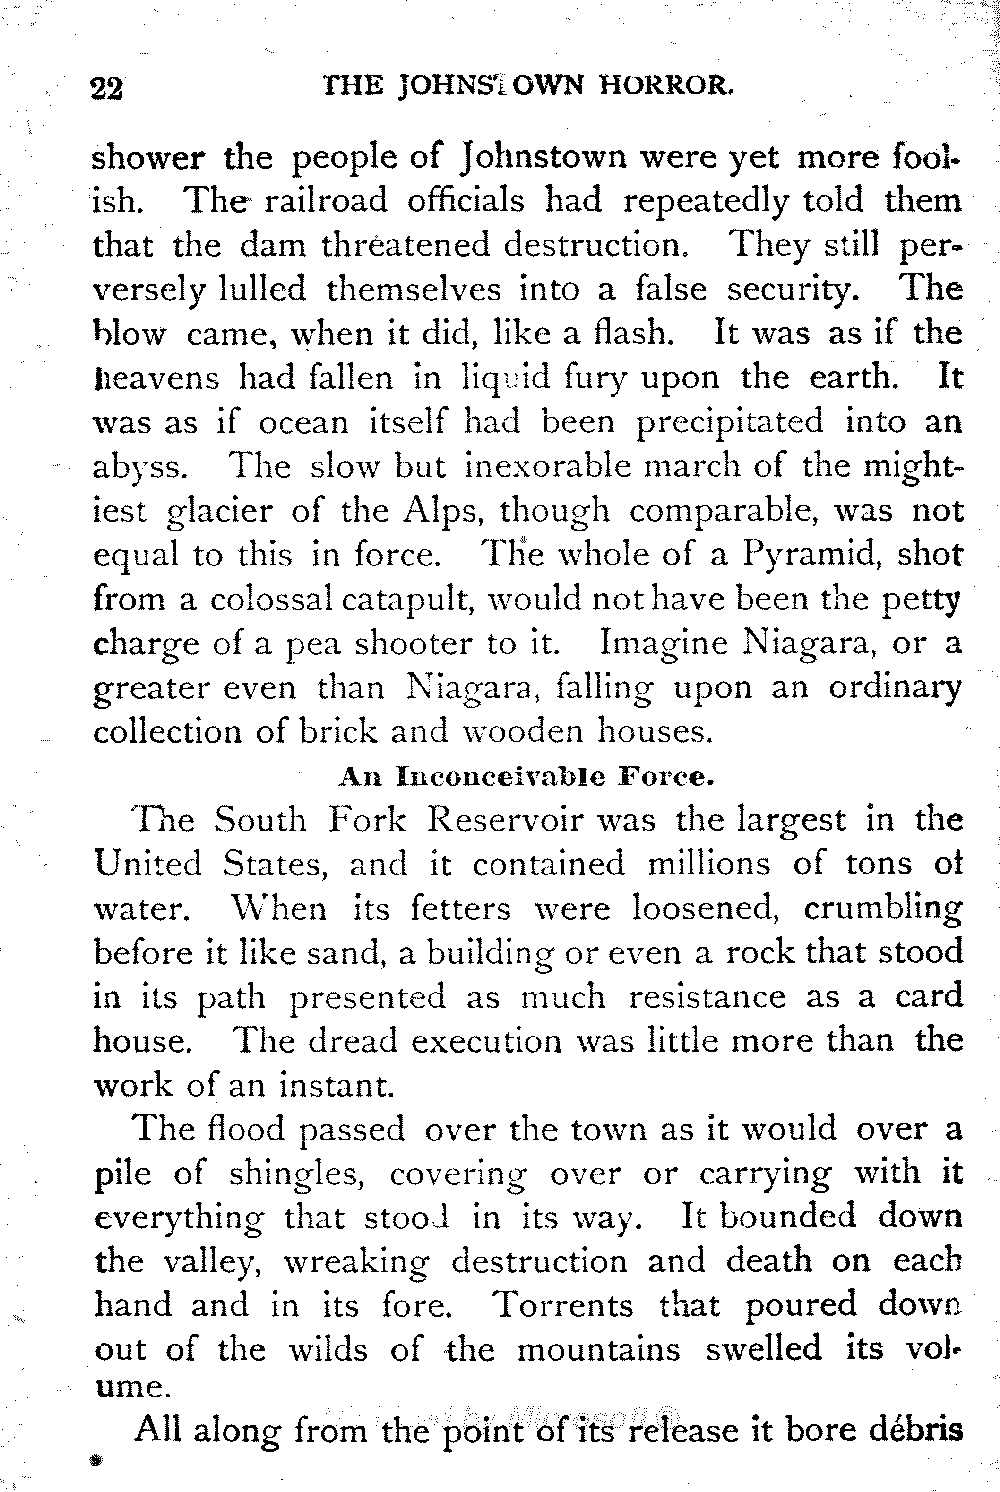 22 THE JOHNSTOWN HORROR.
shower the people of Johnstown were yet more fool-
ish. The railroad officials had repeatedly told them
that the dam threatened destruction. They still per-
versely lulled themselves into a false security. The
blow came, when it did, like a flash. It was as if the
heavens had fallen in liquid fury upon the earth. It
was as if ocean itself had been precipitated into an
abyss. The slow but inexorable march of the might-
iest glacier of the Alps, though comparable, was not
equal to this in force. The whole of a Pyramid, shot
from a colossal catapult, would not have been the petty
charge of a pea shooter to it. Imagine Niagara, or a
greater even than Niagara, falling upon an ordinary
collection of brick and wooden houses.
An Inconceivable Force.
The South Fork Reservoir was the largest in the
United States, and it contained millions of tons of
water. When its fetters were loosened, crumbling
before it like sand, a building or even a rock that stood
in its path presented as much resistance as a card
house. The dread execution was little more than the
work of an instant.
The flood passed over the town as it would over a
pile of shingles, covering over or carrying with it
everything that stood in its way. It bounded down
the valley, wreaking destruction and death on each
hand and in its fore. Torrents that poured down
out of the wilds of the mountains swelled its vol-
ume.
All along from the point of its release it bore débris